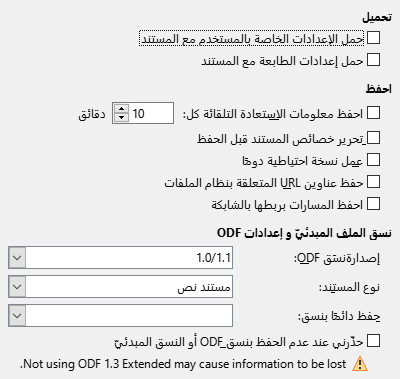 تحميل
حمل الإعدادات الخاصة بالمستخدم مع المستند
حمل إعدادات الطابعة مع المستند
احفظ
احفظ معلومات الاستعادة التلقائة كل: 10 دقائق
تحرير خصائص المستند قبل الحفظ
عمل نسخة احتياطية دومًا
حفظ عناوين URL المتعلقة بنظام الملفات
احفظ المسارات بربطها بالشابكة
نسق الملف المبدئيّ و إعدادات ODF
إصدارةنسَق ODF: 1.0/1.1
نوع المستند: مستند نص
حفظ دائمًا بنسق:
حذّرني عند عدم الحفظ بنسق ODF أو النسق المبدئيّ
Not using ODF 1.3 Extended may cause information to be lost.